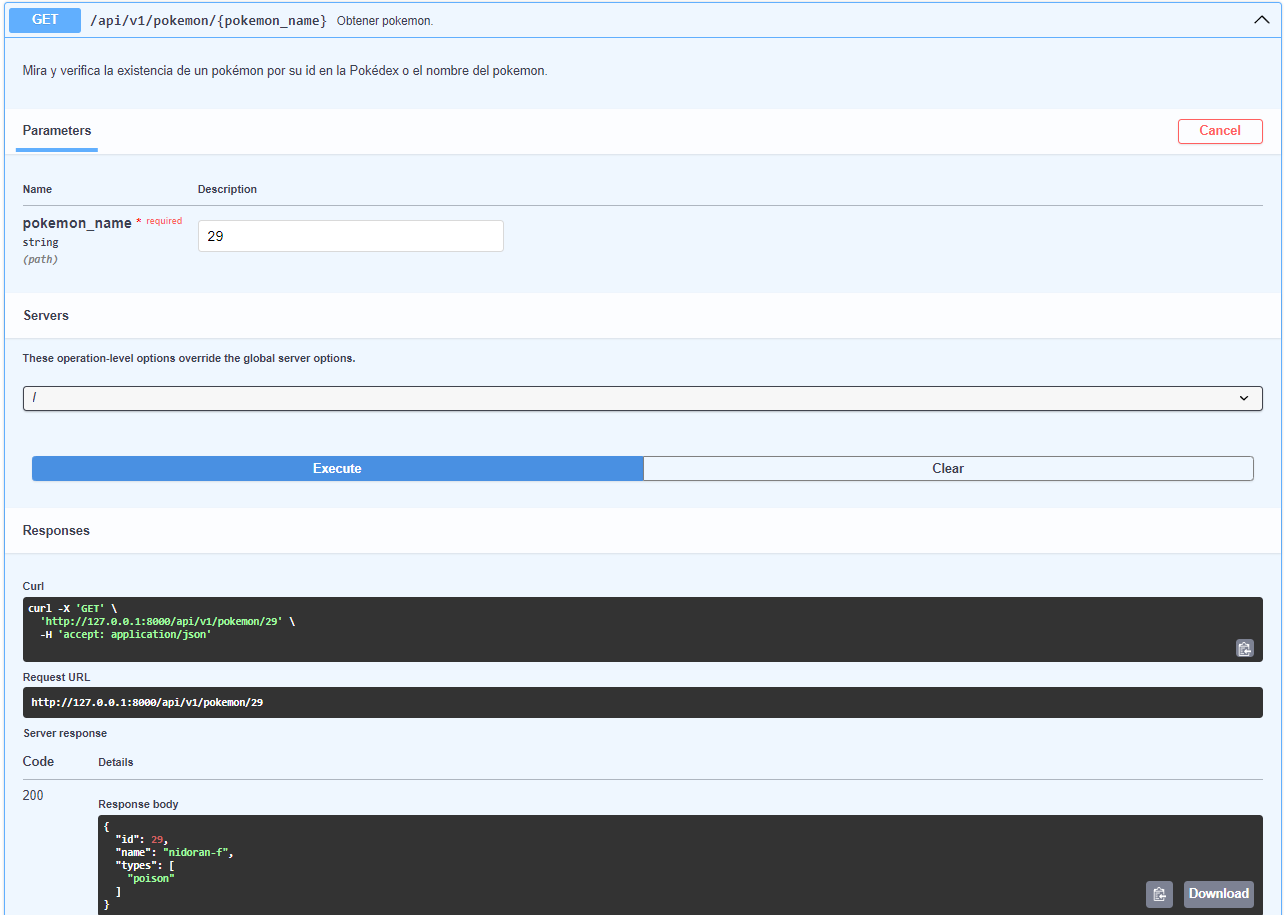 GET /api/v1/pokemon/{pokemon_name} Obtener pokemon.
Mira y verifica la existencia de un pokémon por su id en la Pokédex o el nombre del pokemon.
Parameters Cancel
Name Description
pokemon_name * required
string
(path)
29
Servers
These operation-level options override the global server options.
/
Execute Clear
Responses
Curl
curl -X 'GET' \
'http://127.0.0.1:8000/api/v1/pokemon/29' \
-H 'accept: application/json'
Request URL
http://127.0.0.1:8000/api/v1/pokemon/29
Server response
Code Details
200
Response body
{
"id": 29,
"name": "nidoran-f",
"types": [
"poison"
]
}
Download